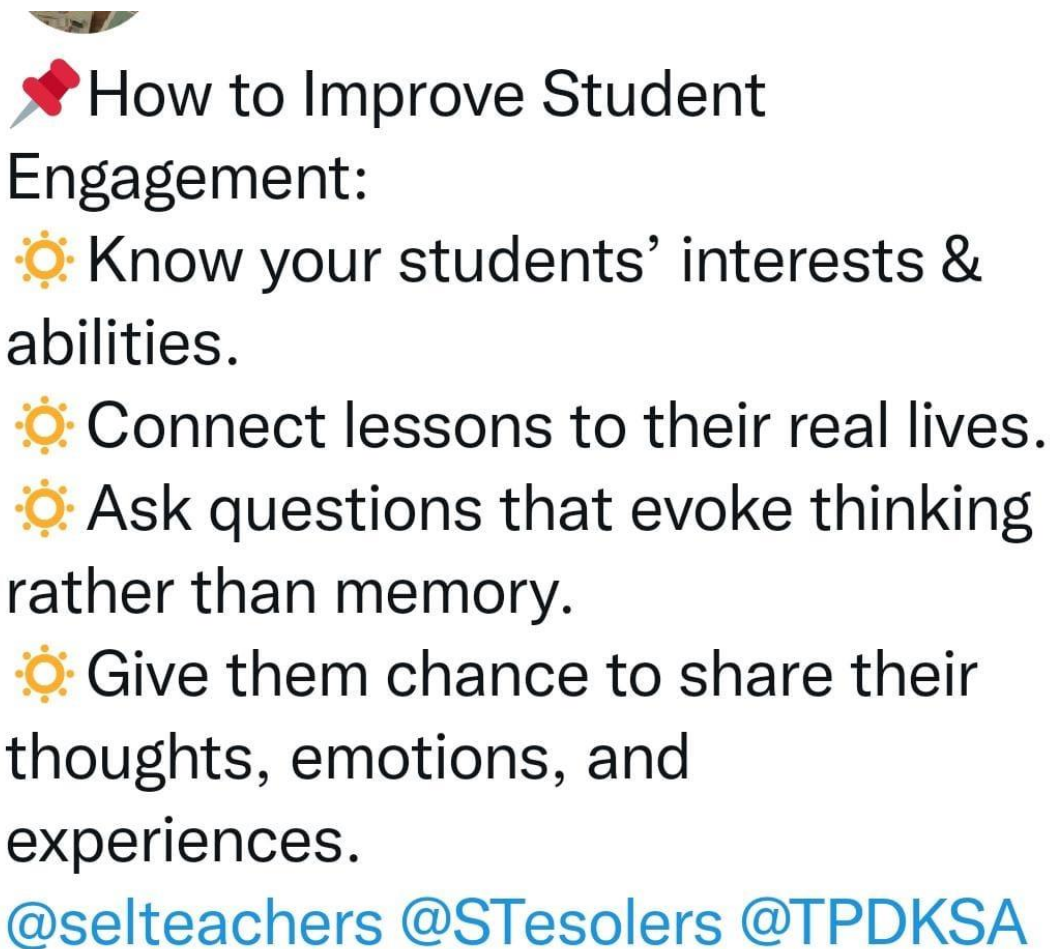 📌How to Improve Student
Engagement:
🔅Know your students’ interests &
abilities.
🔅Connect lessons to their real lives.
🔅Ask questions that evoke thinking
rather than memory.
🔅Give them chance to share their
thoughts, emotions, and
experiences.
@selteachers @STesolers @TPDKSA